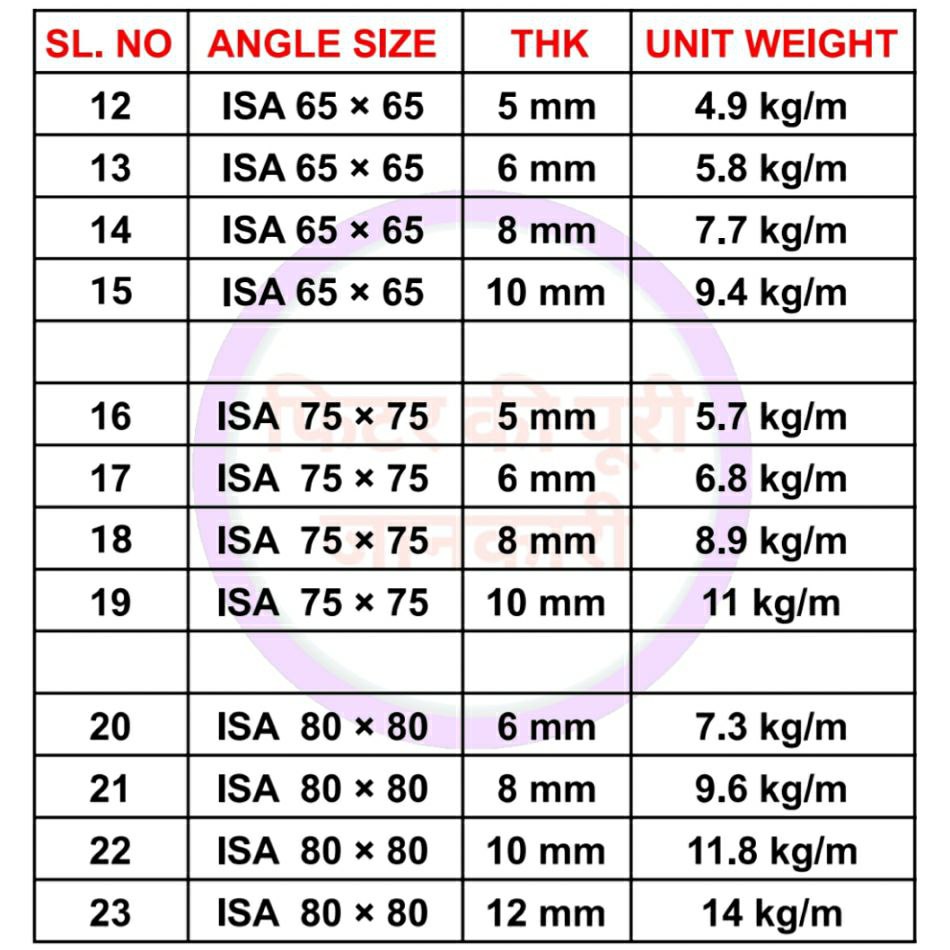 SL. NO ANGLE SIZE THK UNIT WEIGHT
12 ISA 65 × 65 5 mm 4.9 kg/m
13 ISA 65 × 65 6 mm 5.8 kg/m
14 ISA 65 × 65 8 mm 7.7 kg/m
15 ISA 65 × 65 10 mm 9.4 kg/m
16 ISA 75 × 75 5 mm 5.7 kg/m
17 ISA 75 × 75 6 mm 6.8 kg/m
18 ISA 75 × 75 8 mm 8.9 kg/m
19 ISA 75 × 75 10 mm 11 kg/m
20 ISA 80 × 80 6 mm 7.3 kg/m
21 ISA 80 × 80 8 mm 9.6 kg/m
22 ISA 80 × 80 10 mm 11.8 kg/m
23 ISA 80 × 80 12 mm 14 kg/m
फिटर की पूरी
जानकारी